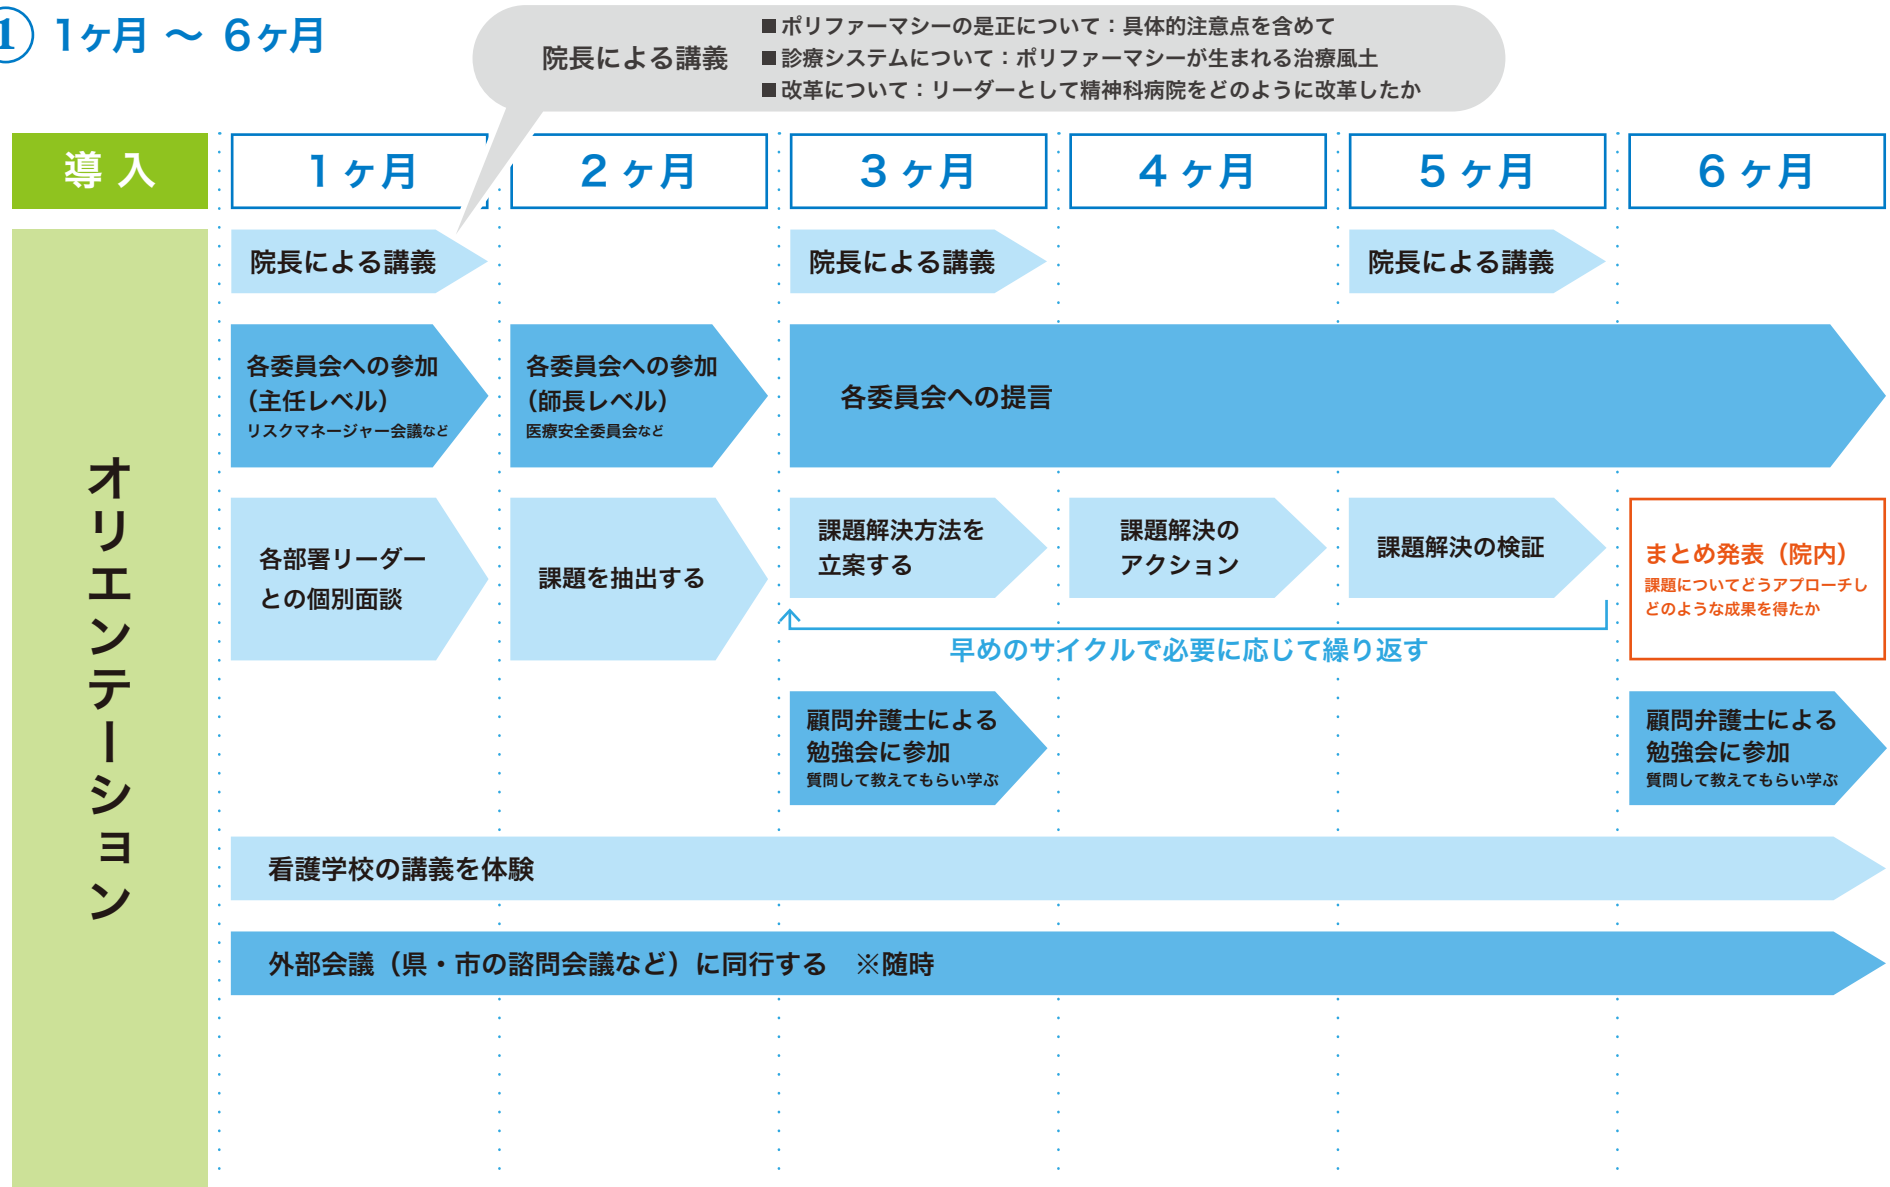 ① 1ヶ月 〜 6ヶ月
院長による講義
■ポリファーマシーの是正について：具体的注意点を含めて
■診療システムについて：ポリファーマシーが生まれる治療風土
■改革について：リーダーとして精神科病院をどのように改革したか
導入
1ヶ月
2ヶ月
3ヶ月
4ヶ月
5ヶ月
6ヶ月
オリエンテーション
院長による講義
院長による講義
院長による講義
各委員会への参加
（主任レベル）
リスクマネージャー会議など
各委員会への参加
（師長レベル）
医療安全委員会など
各委員会への提言
各部署リーダー
との個別面談
課題を抽出する
課題解決方法を
立案する
課題解決の
アクション
課題解決の検証
まとめ発表（院内）
課題についてどうアプローチし
どのような成果を得たか
早めのサイクルで必要に応じて繰り返す
顧問弁護士による
勉強会に参加
質問して教えてもらい学ぶ
顧問弁護士による
勉強会に参加
質問して教えてもらい学ぶ
看護学校の講義を体験
外部会議（県・市の諮問会議など）に同行する　※随時